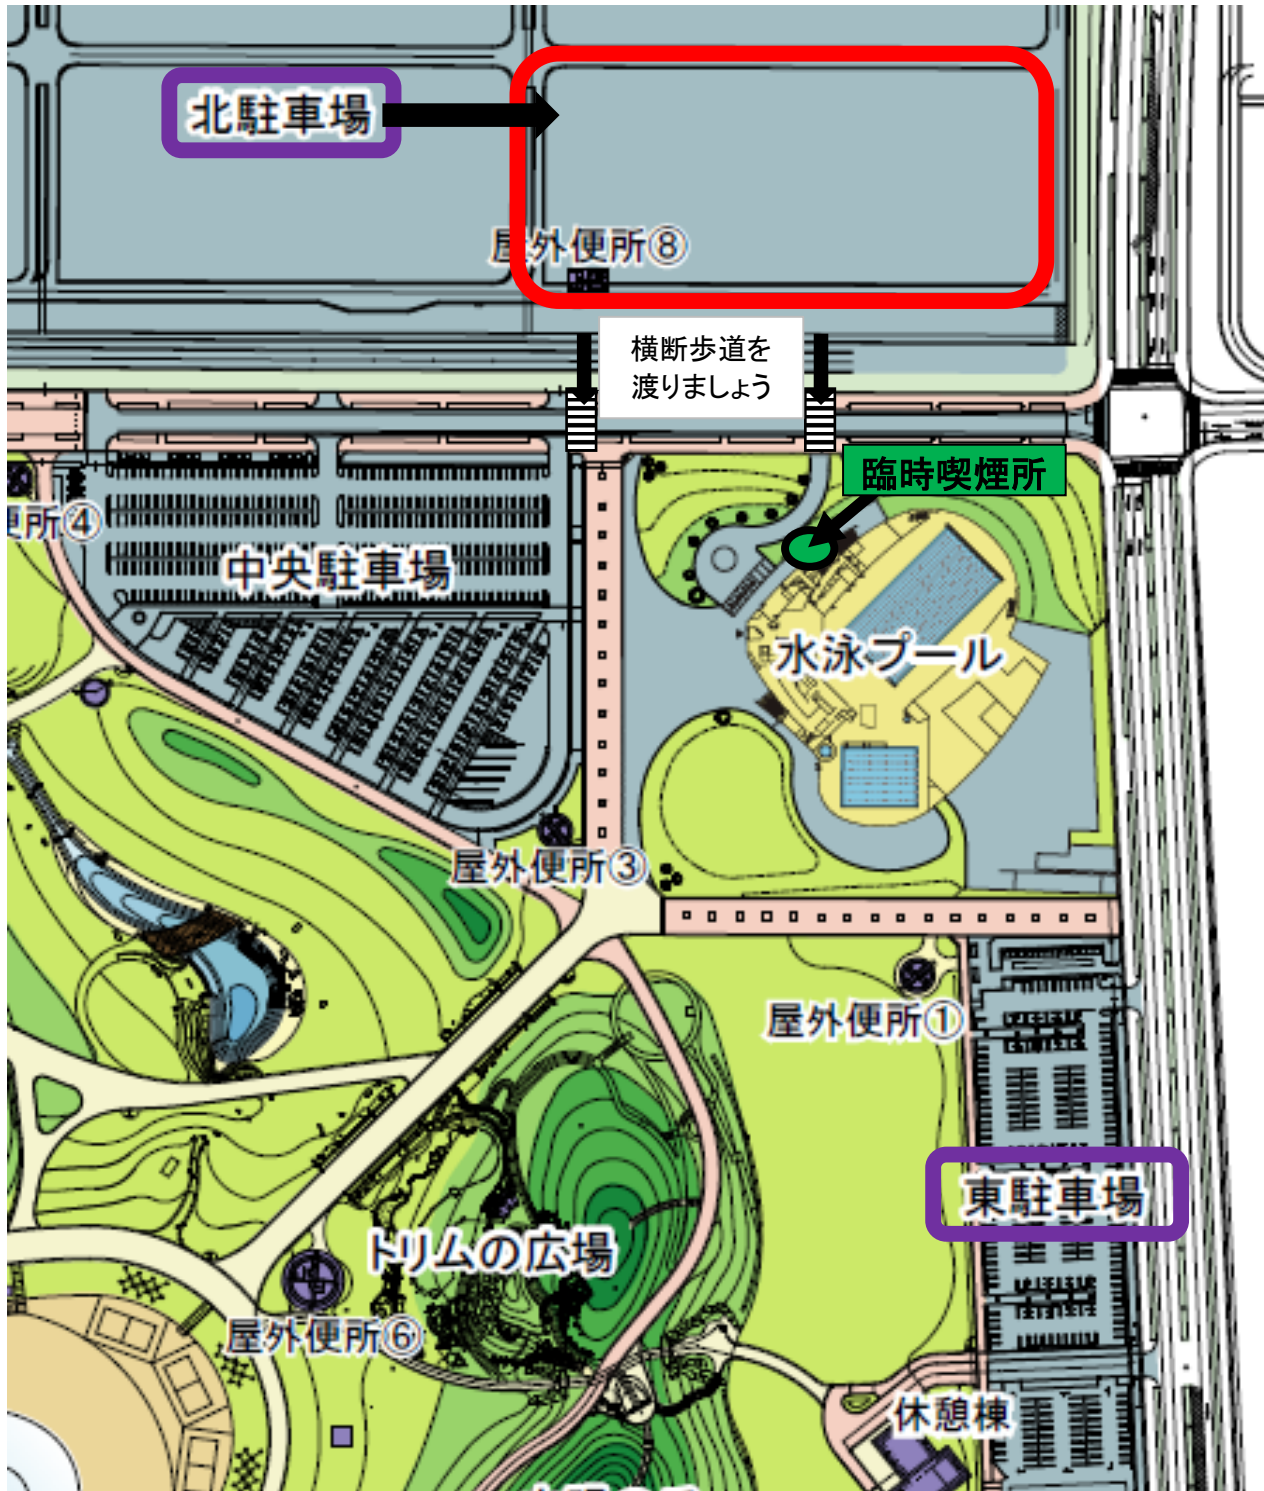 北駐車場
屋外便所⑧
横断歩道を
渡りましょう
臨時喫煙所
便所④
中央駐車場
水泳プール
屋外便所③
屋外便所①
東駐車場
トリムの広場
屋外便所⑥
休憩棟